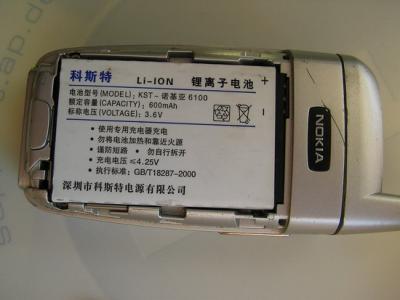 科斯特 Li-ION 锂离子电池 +
电池型号(MODEL): KST-诺基亚6100
额定容量(CAPACITY): 600mAh
标称电压(VOLTAGE): 3.6V
• 使用专用充电器充电
• 勿将电池加热和靠近火源
• 谨防短路 • 勿自行拆开
• 充电电压≤4.25V
• 执行标准: GB/T18287-2000
深圳市科斯特电源有限公司
NOKIA